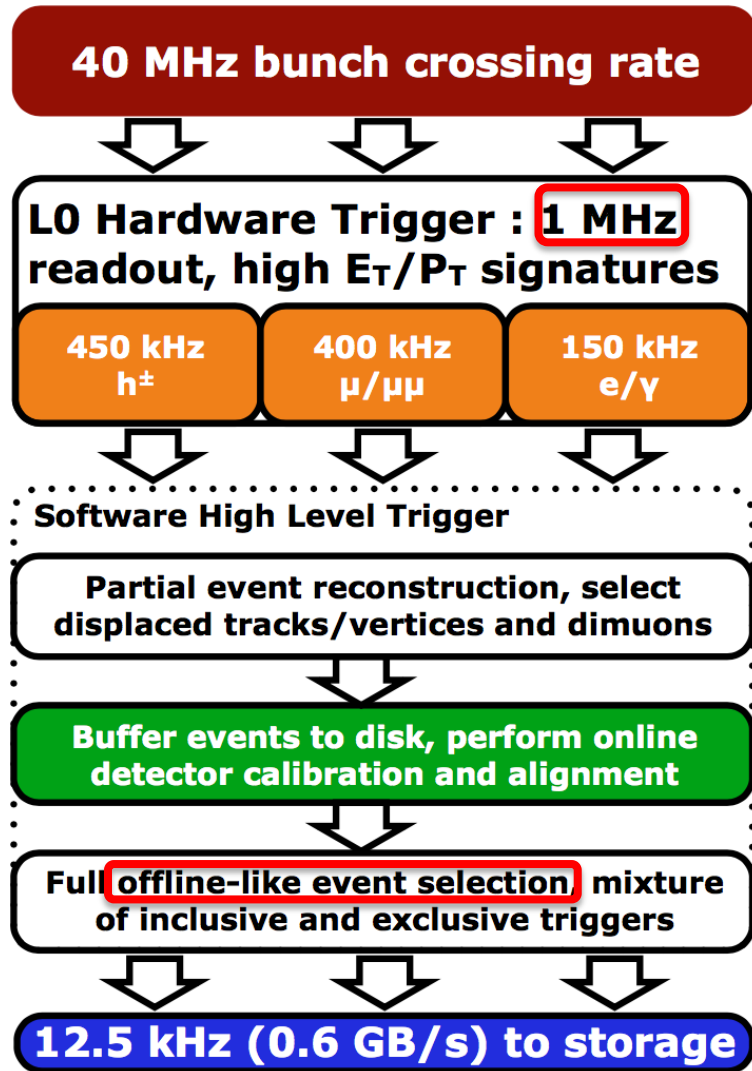 40 MHz bunch crossing rate
L0 Hardware Trigger : 1 MHz
readout, high Eᴛ/Pᴛ signatures
450 kHz
h±
400 kHz
μ/μμ
150 kHz
e/γ
Software High Level Trigger
Partial event reconstruction, select
displaced tracks/vertices and dimuons
Buffer events to disk, perform online
detector calibration and alignment
Full offline-like event selection, mixture
of inclusive and exclusive triggers
12.5 kHz (0.6 GB/s) to storage